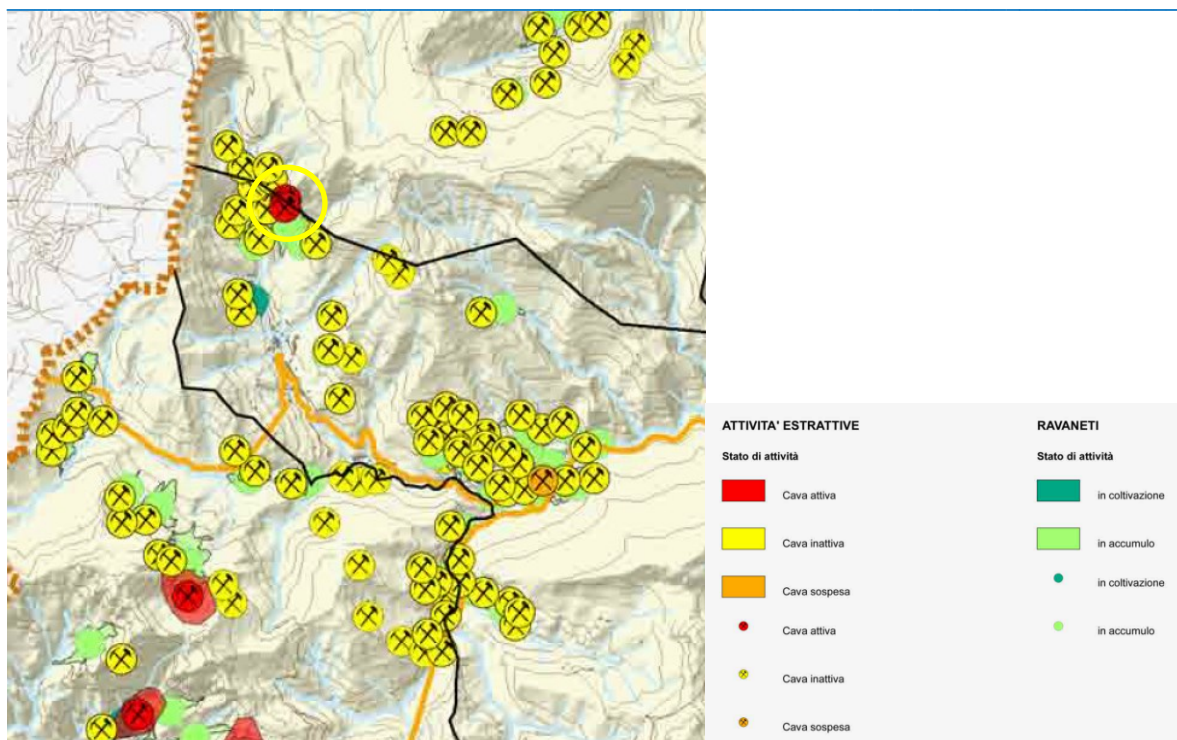 ATTIVITA' ESTRATTIVE
Stato di attività
Cava attiva
Cava inattiva
Cava sospesa
Cava attiva
Cava inattiva
Cava sospesa
RAVANETI
Stato di attività
in coltivazione
in accumulo
in coltivazione
in accumulo